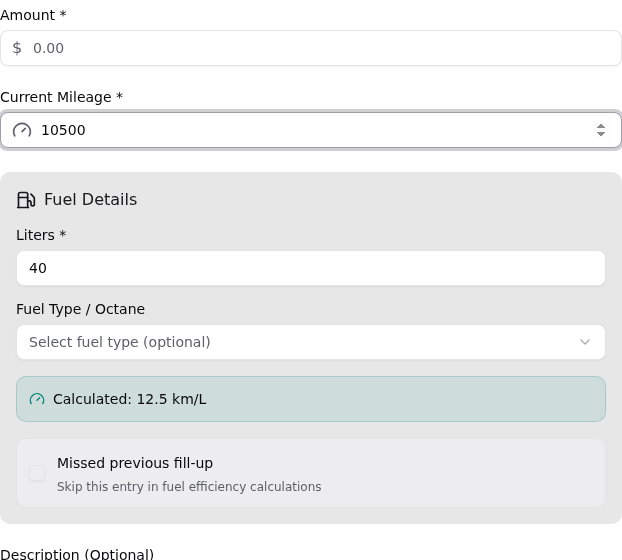 Amount *
$ 0.00
Current Mileage *
10500
Fuel Details
Liters *
40
Fuel Type / Octane
Select fuel type (optional)
Calculated: 12.5 km/L
Missed previous fill-up
Skip this entry in fuel efficiency calculations
Description (Optional)